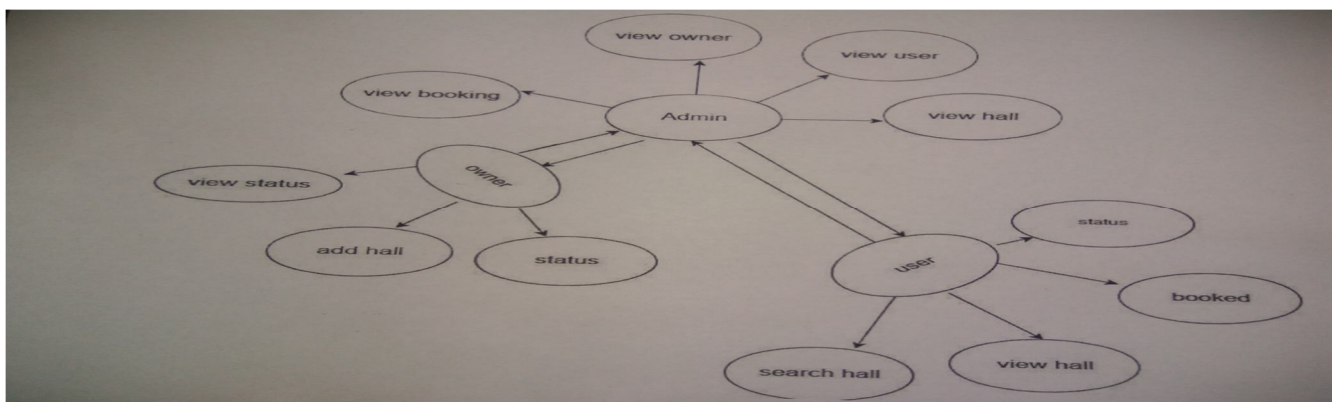 view owner
view user
view booking
Admin
view hall
owner
view status
add hall
status
status
user
booked
search hall
view hall